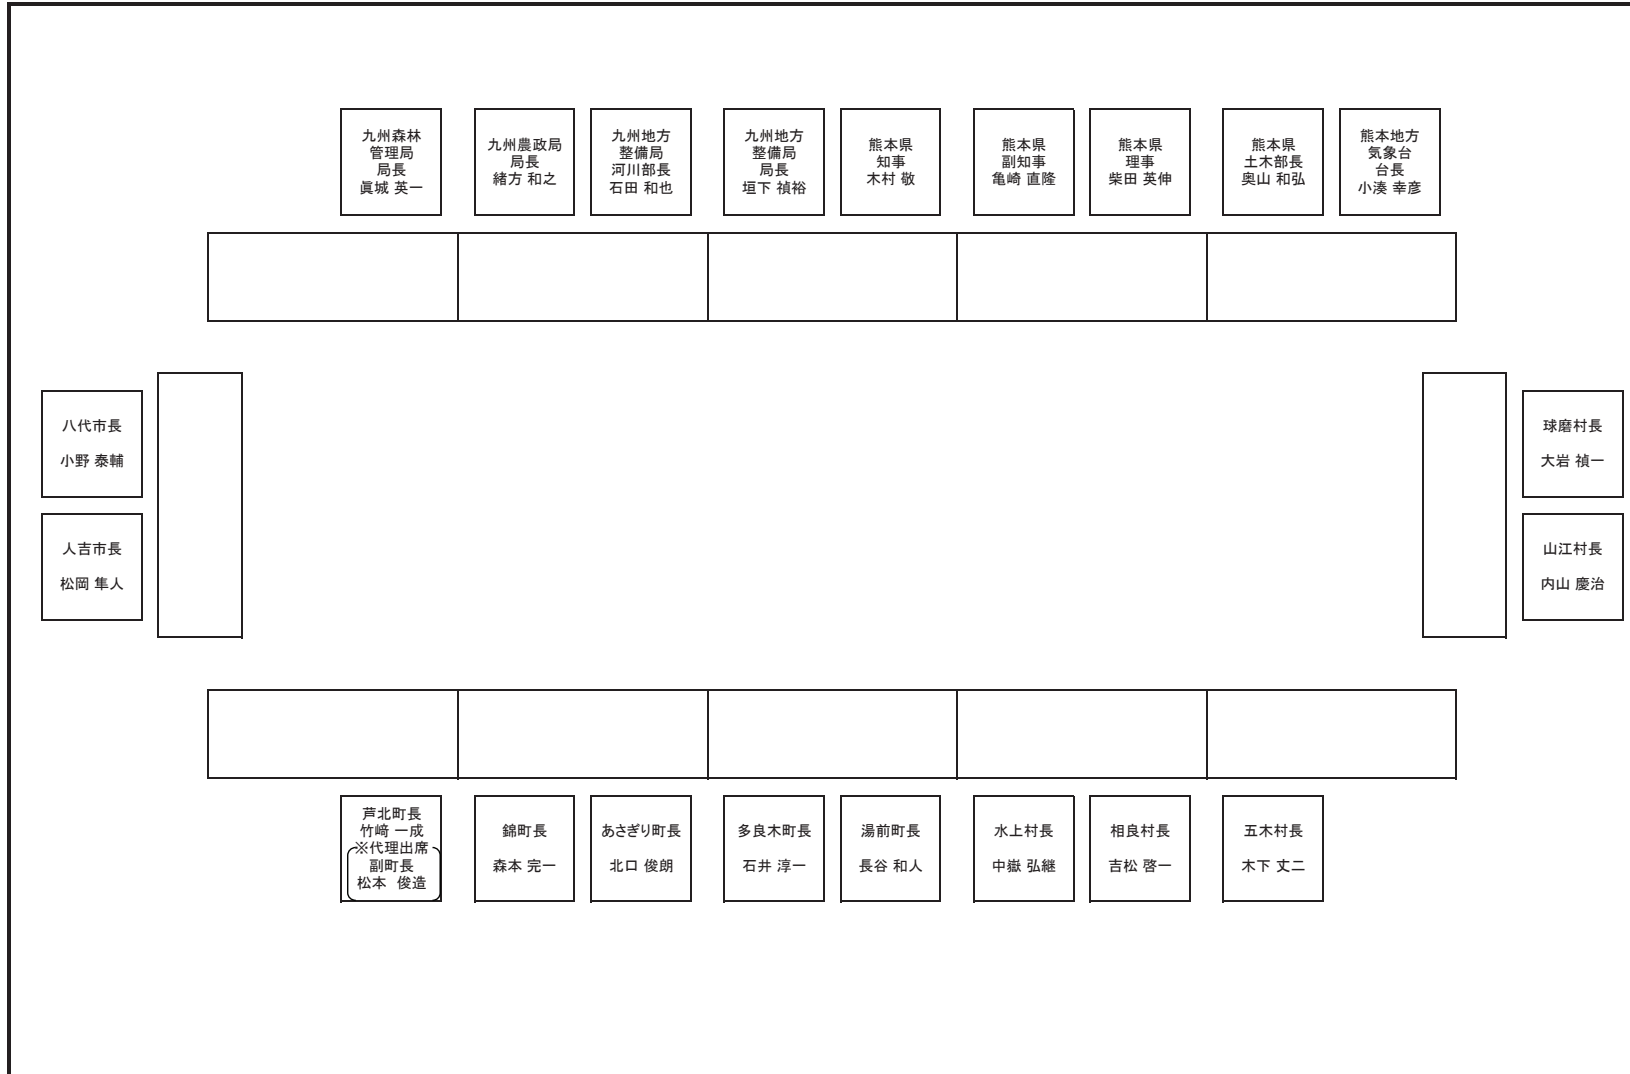 九州森林
管理局
局長
眞城 英一
九州農政局
局長
緒方 和之
九州地方
整備局
河川部長
石田 和也
九州地方
整備局
局長
垣下 禎裕
熊本県
知事
木村 敬
熊本県
副知事
亀崎 直隆
熊本県
理事
柴田 英伸
熊本県
土木部長
奥山 和弘
熊本地方
気象台
台長
小湊 幸彦
八代市長
小野 泰輔
人吉市長
松岡 隼人
球磨村長
大岩 禎一
山江村長
内山 慶治
芦北町長
竹﨑 一成
※代理出席
副町長
松本 俊造
錦町長
森本 完一
あさぎり町長
北口 俊朗
多良木町長
石井 淳一
湯前町長
長谷 和人
水上村長
中嶽 弘継
相良村長
吉松 啓一
五木村長
木下 丈二